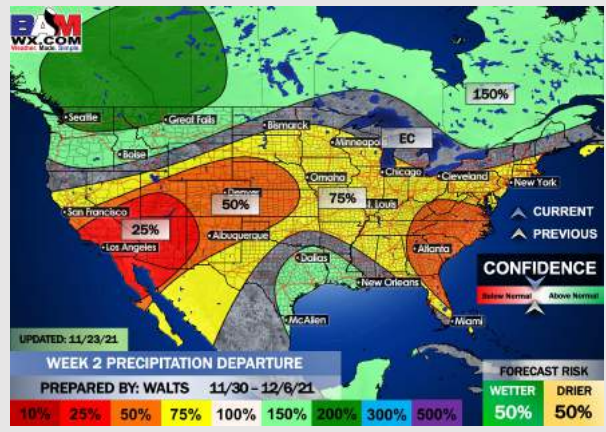 BAM
WX.COM
Weather. Made. Simple.
150%
Seattle
Great Falls
Bismarck
Minneapolis
EC
Boise
Chicago
Cleveland
New York
Omaha
Denver
50%
75%
St. Louis
San Francisco
25%
Los Angeles
Albuquerque
Atlanta
Dallas
New Orleans
McAllen
Miami
CURRENT
PREVIOUS
CONFIDENCE
Below Normal
Above Normal
UPDATED: 11/23/21
WEEK 2 PRECIPITATION DEPARTURE
PREPARED BY: WALTS 11/30 - 12/6/21
10% 25% 50% 75% 100% 150% 200% 300% 500%
FORECAST RISK
WETTER DRIER
50% 50%